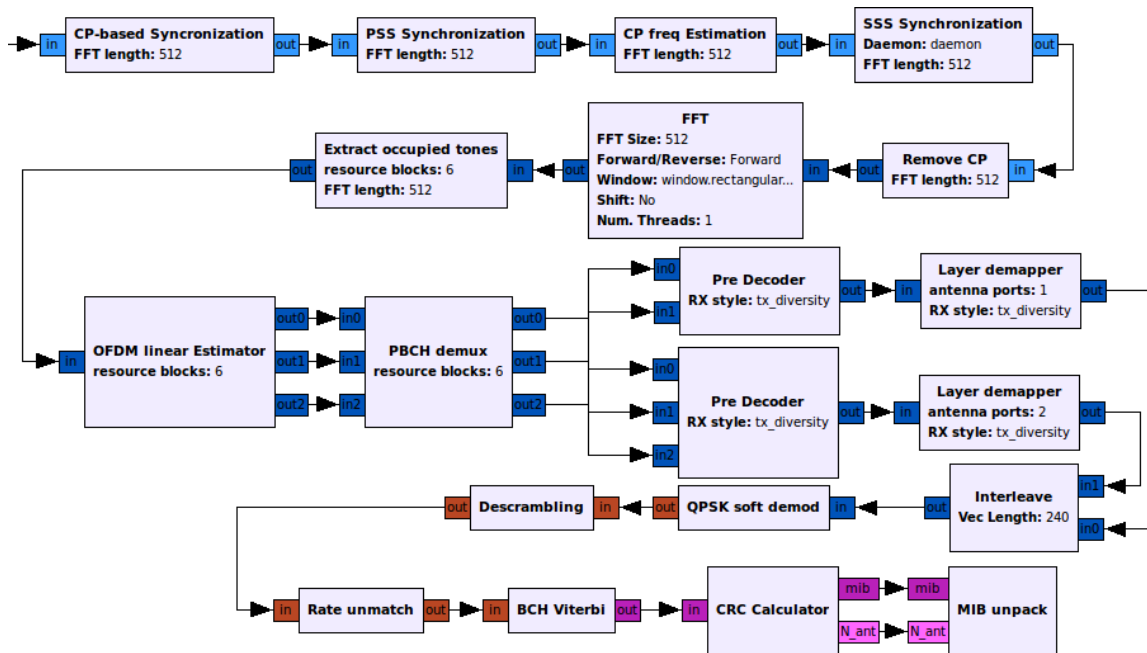 CP-based Syncronization
in
FFT length: 512
out
PSS Synchronization
in
FFT length: 512
out
CP freq Estimation
in
FFT length: 512
out
SSS Synchronization
in
Daemon: daemon
out
FFT length: 512
Extract occupied tones
out
resource blocks: 6
in
FFT length: 512
FFT
FFT Size: 512
Forward/Reverse: Forward
out
Window: window.rectangular...
in
Shift: No
Num. Threads: 1
Remove CP
out
FFT length: 512
in
in
OFDM linear Estimator
resource blocks: 6
out0
out1
out2
in0
in1
in2
PBCH demux
resource blocks: 6
out0
out1
out2
in0
in1
Pre Decoder
RX style: tx_diversity
out
in
Layer demapper
antenna ports: 1
RX style: tx_diversity
out
in0
in1
in2
Pre Decoder
RX style: tx_diversity
out
in
Layer demapper
antenna ports: 2
RX style: tx_diversity
out
out
Interleave
Vec Length: 240
in1
in0
out
QPSK soft demod
in
out
Descrambling
in
in
Rate unmatch
out
in
BCH Viterbi
out
in
CRC Calculator
mib
N_ant
mib
N_ant
MIB unpack